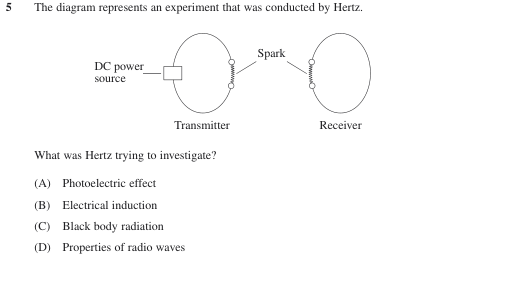 5 The diagram represents an experiment that was conducted by Hertz.
Spark
DC power
source
Transmitter Receiver
What was Hertz trying to investigate?
(A) Photoelectric effect
(B) Electrical induction
(C) Black body radiation
(D) Properties of radio waves